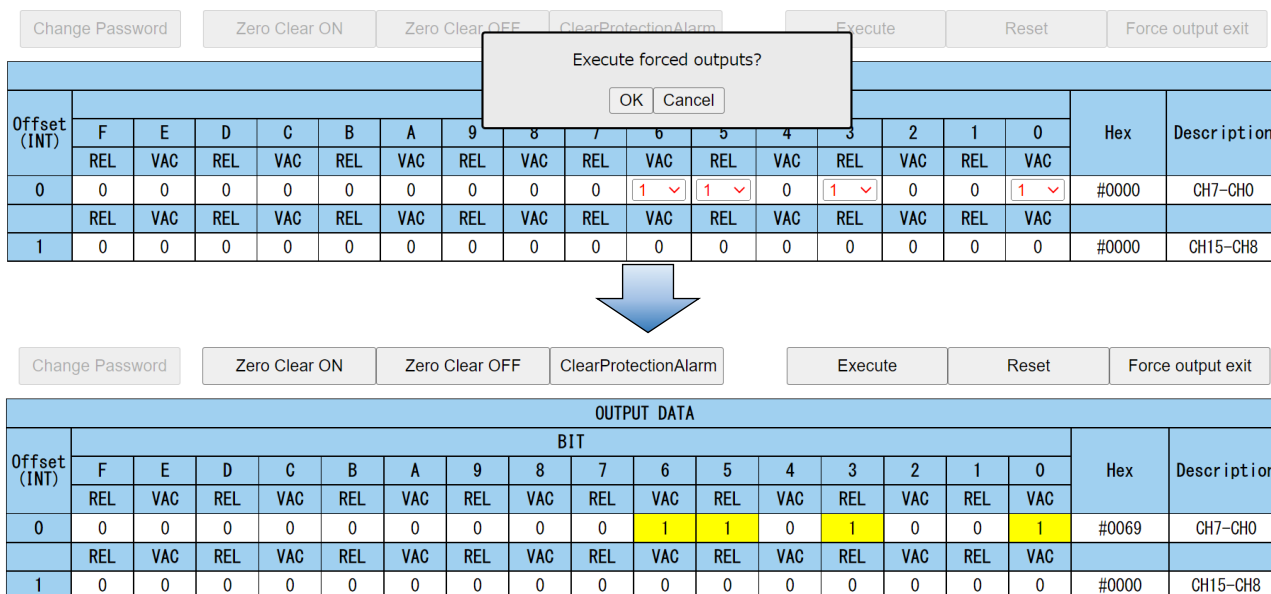 Change Password Zero Clear ON Zero Clear OFF ClearProtectionAlarm Execute Reset Force output exit
Execute forced outputs?
OK Cancel
Offset (INT) F E D C B A 9 8 7 6 5 4 3 2 1 0 Hex Description
REL VAC REL VAC REL VAC REL VAC REL VAC REL VAC REL VAC REL VAC
0 0 0 0 0 0 0 0 0 0 1 1 0 1 0 0 1 #0000 CH7-CH0
REL VAC REL VAC REL VAC REL VAC REL VAC REL VAC REL VAC REL VAC
1 0 0 0 0 0 0 0 0 0 0 0 0 0 0 0 0 #0000 CH15-CH8
Change Password Zero Clear ON Zero Clear OFF ClearProtectionAlarm Execute Reset Force output exit
OUTPUT DATA
BIT
Offset (INT) F E D C B A 9 8 7 6 5 4 3 2 1 0 Hex Description
REL VAC REL VAC REL VAC REL VAC REL VAC REL VAC REL VAC REL VAC
0 0 0 0 0 0 0 0 0 0 1 1 0 1 0 0 1 #0069 CH7-CH0
REL VAC REL VAC REL VAC REL VAC REL VAC REL VAC REL VAC REL VAC
1 0 0 0 0 0 0 0 0 0 0 0 0 0 0 0 0 #0000 CH15-CH8